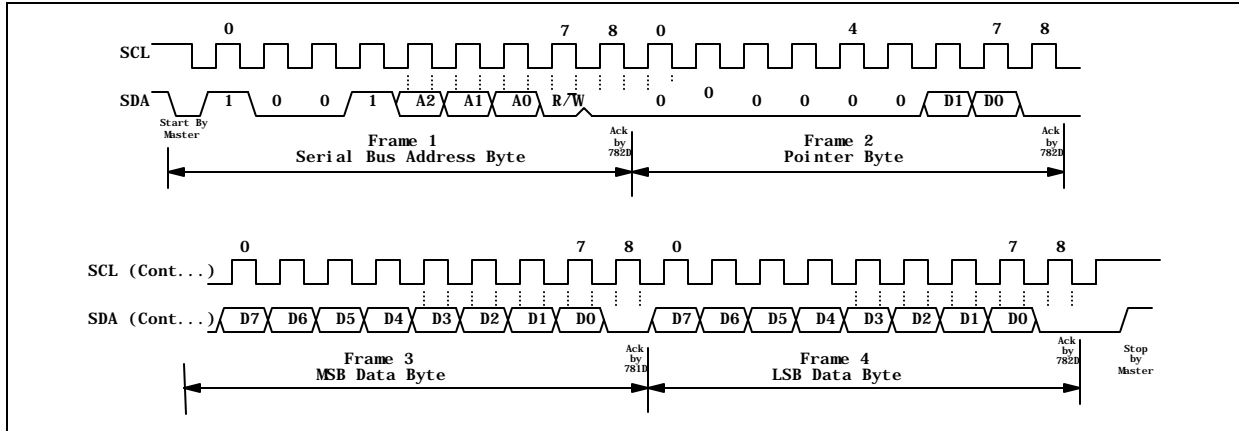 0 7 8 0 4 7 8
SCL
SDA
1 0 0 1 A2 A1 A0 R/W 0 0 0 0 0 0 D1 D0
Start By
Master
Frame 1
Serial Bus Address Byte
Ack
by
782D
Frame 2
Pointer Byte
Ack
by
782D
0 7 8 0 7 8
SCL (Cont...)
SDA (Cont...)
D7 D6 D5 D4 D3 D2 D1 D0 D7 D6 D5 D4 D3 D2 D1 D0
Frame 3
MSB Data Byte
Ack
by
781D
Frame 4
LSB Data Byte
Ack
by
782D
Stop
by
Master